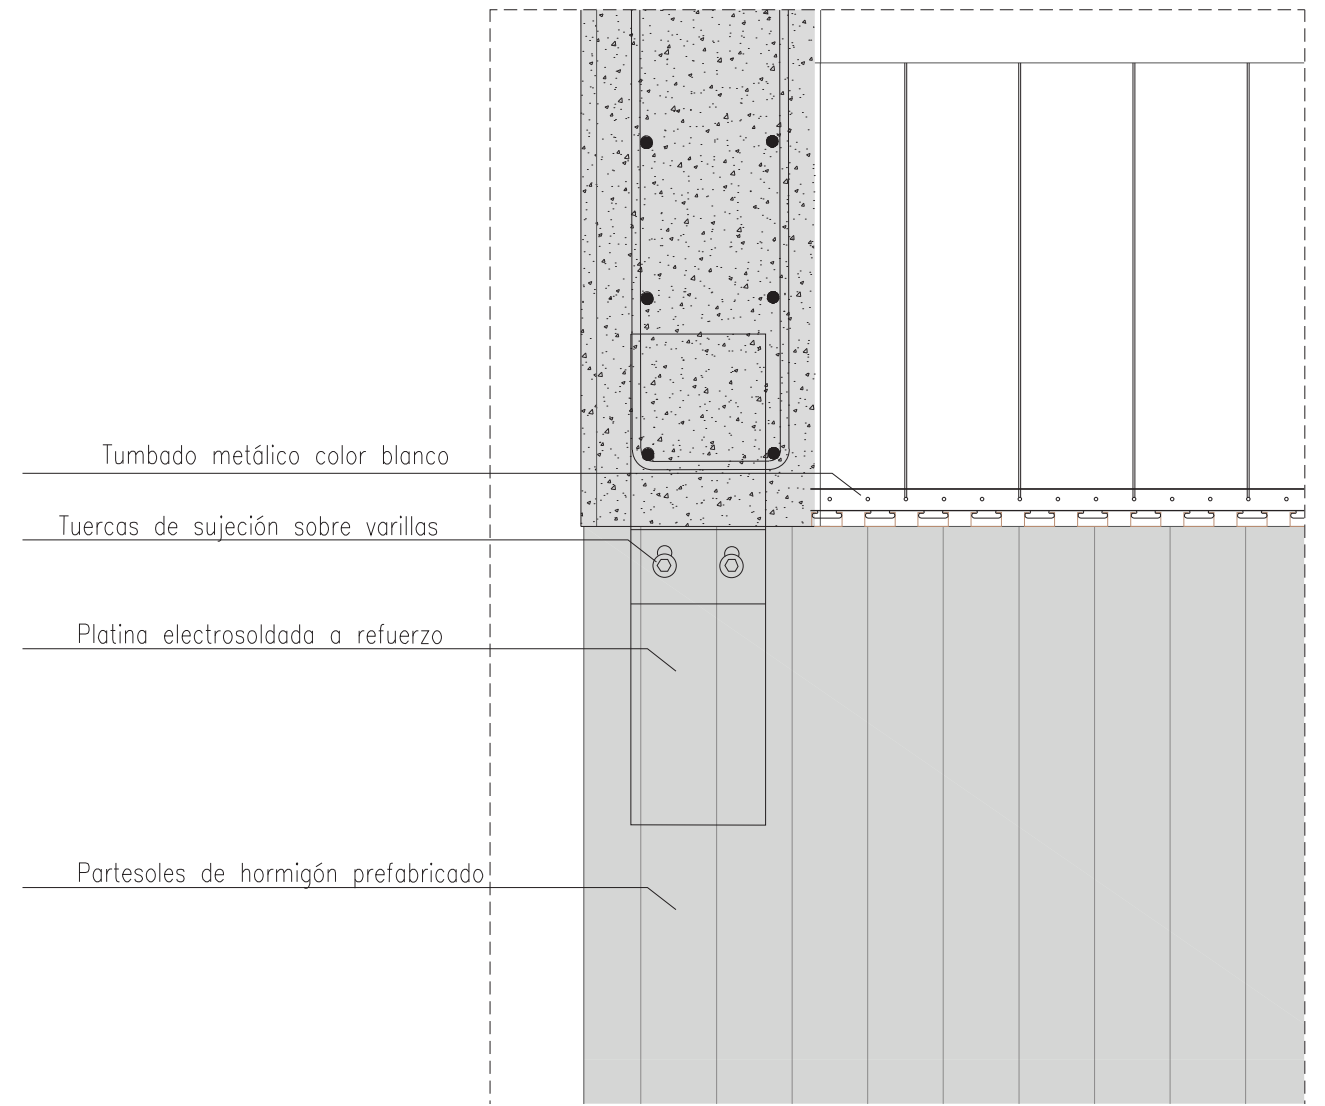 Tumbado metálico color blanco
Tuercas de sujeción sobre varillas
Platina electrosoldada a refuerzo
Partesoles de hormigón prefabricado